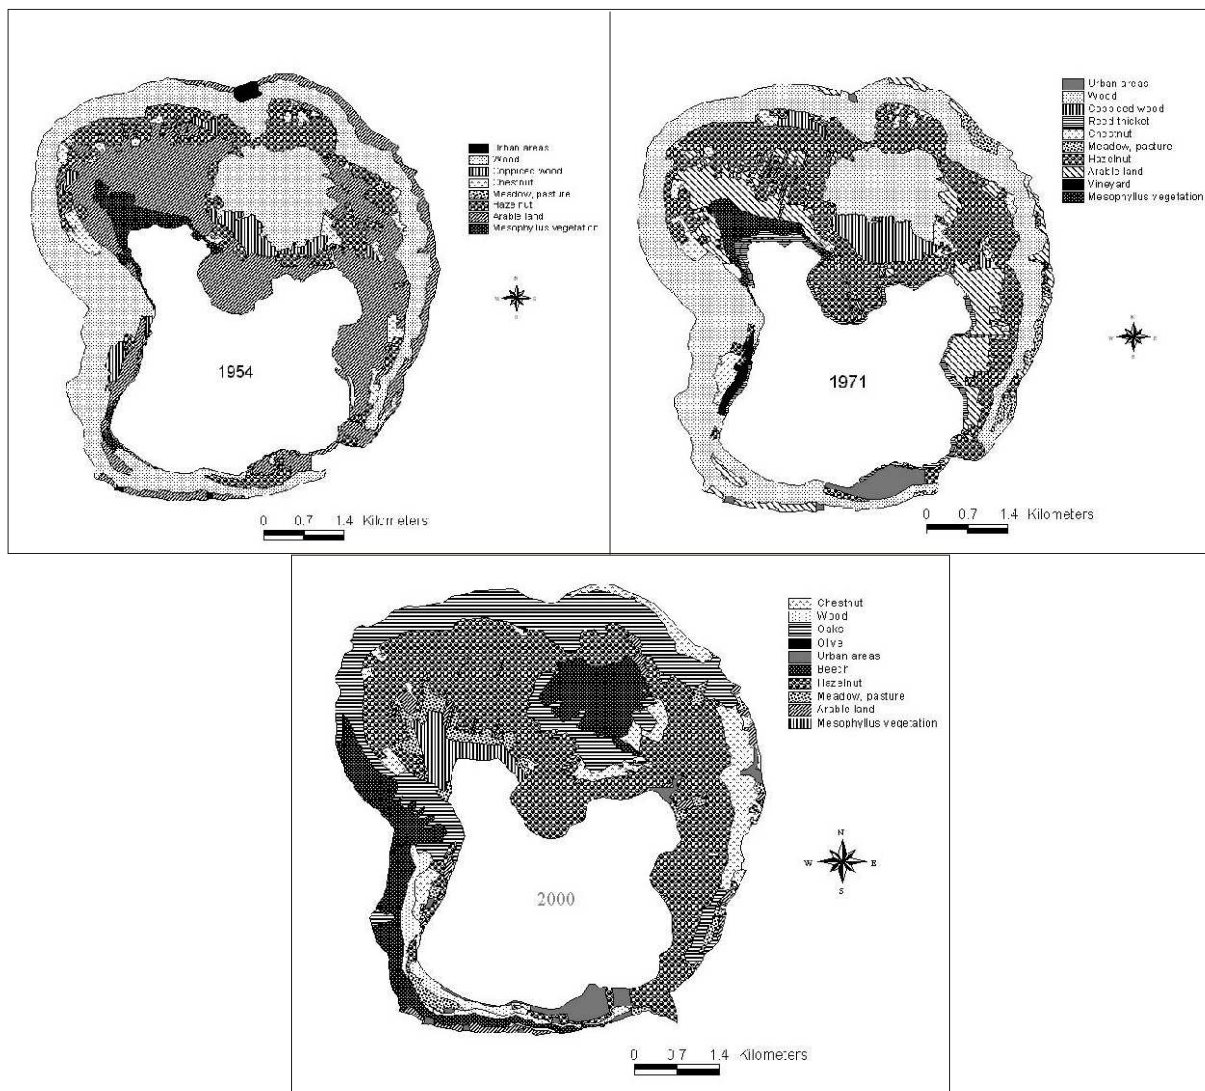 Urban areas
Wood
Coppiced wood
Chestnut
Meadow, pasture
Hazelnut
Arable land
Mesophyllus vegetation
1954
0 0.7 1.4 Kilometers
Urban areas
Wood
Coppiced wood
Reed thicket
Chestnut
Meadow, pasture
Hazelnut
Arable land
Vineyard
Mesophyllus vegetation
1971
0 0.7 1.4 Kilometers
Chestnut
Wood
Oaks
Olive
Urban areas
Beech
Hazelnut
Meadow, pasture
Arable land
Mesophyllus vegetation
N
W E
S
2000
0 0.7 1.4 Kilometers